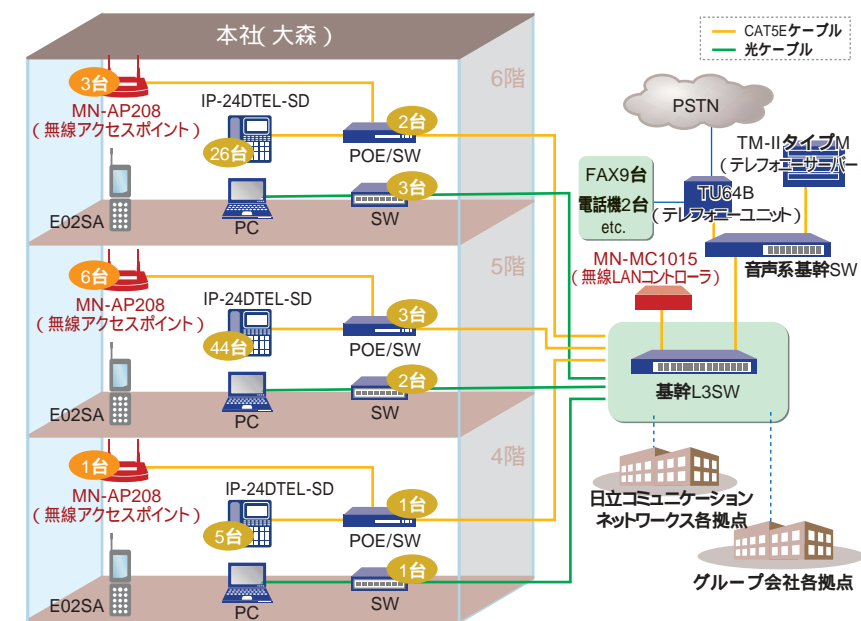 本社(大森)
CAT5Eケーブル
光ケーブル
6階
3台
MN-AP208
(無線アクセスポイント)
IP-24DTEL-SD
26台
2台
POE/SW
3台
E02SA
PC
SW
5階
6台
MN-AP208
(無線アクセスポイント)
IP-24DTEL-SD
44台
3台
POE/SW
2台
E02SA
PC
SW
4階
1台
MN-AP208
(無線アクセスポイント)
IP-24DTEL-SD
5台
1台
POE/SW
1台
E02SA
PC
SW
PSTN
TM-IIタイプM
(テレフォニーサーバー
FAX9台
電話機2台
etc.
TU64B
(テレフォニーユニット)
音声系基幹SW
MN-MC1015
(無線LANコントローラ)
基幹L3SW
日立コミュニケーション
ネットワークス各拠点
グループ会社各拠点